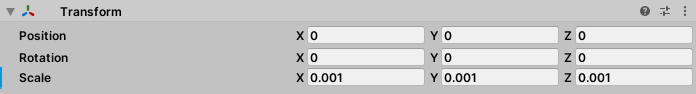 Transform
Position X 0 Y 0 Z 0
Rotation X 0 Y 0 Z 0
Scale X 0.001 Y 0.001 Z 0.001